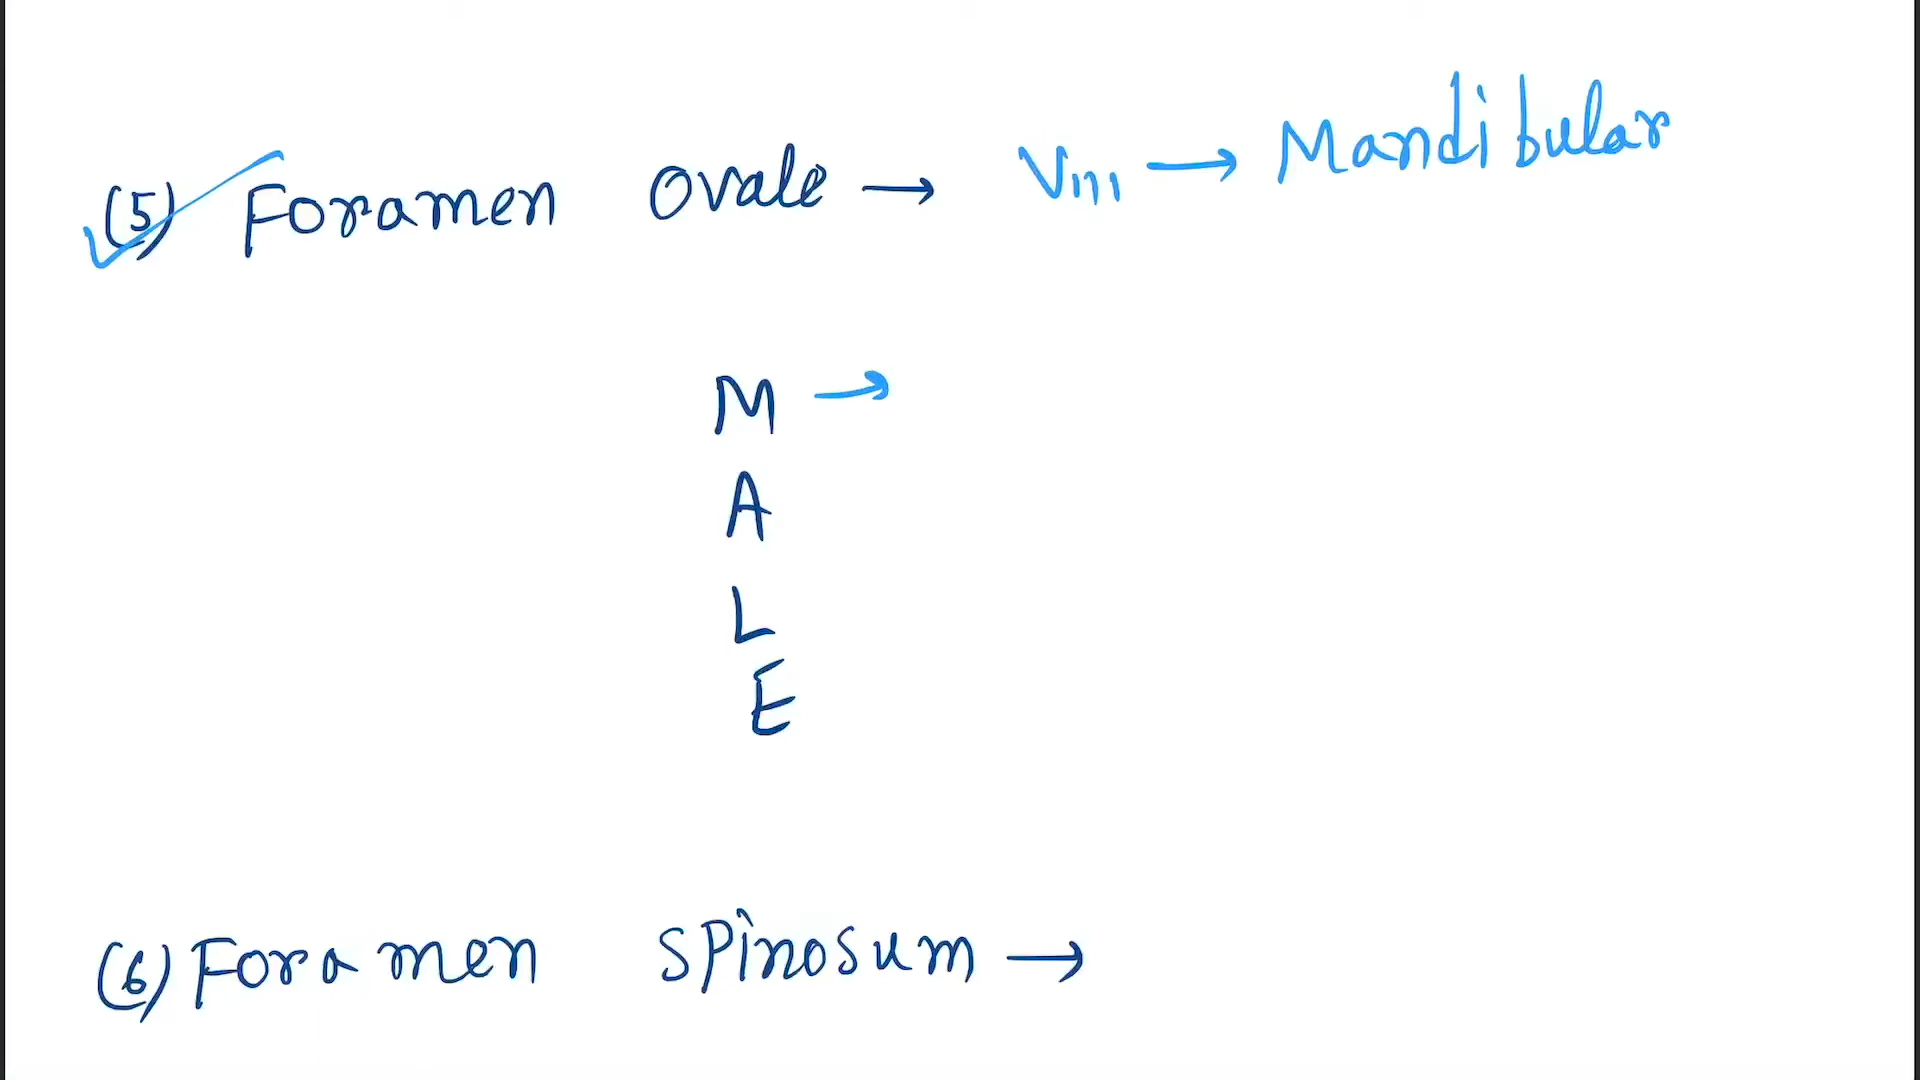 (5) Foramen Ovale → VIII → Mandibular
M →
A
L
E
(6) Foramen spinosum →